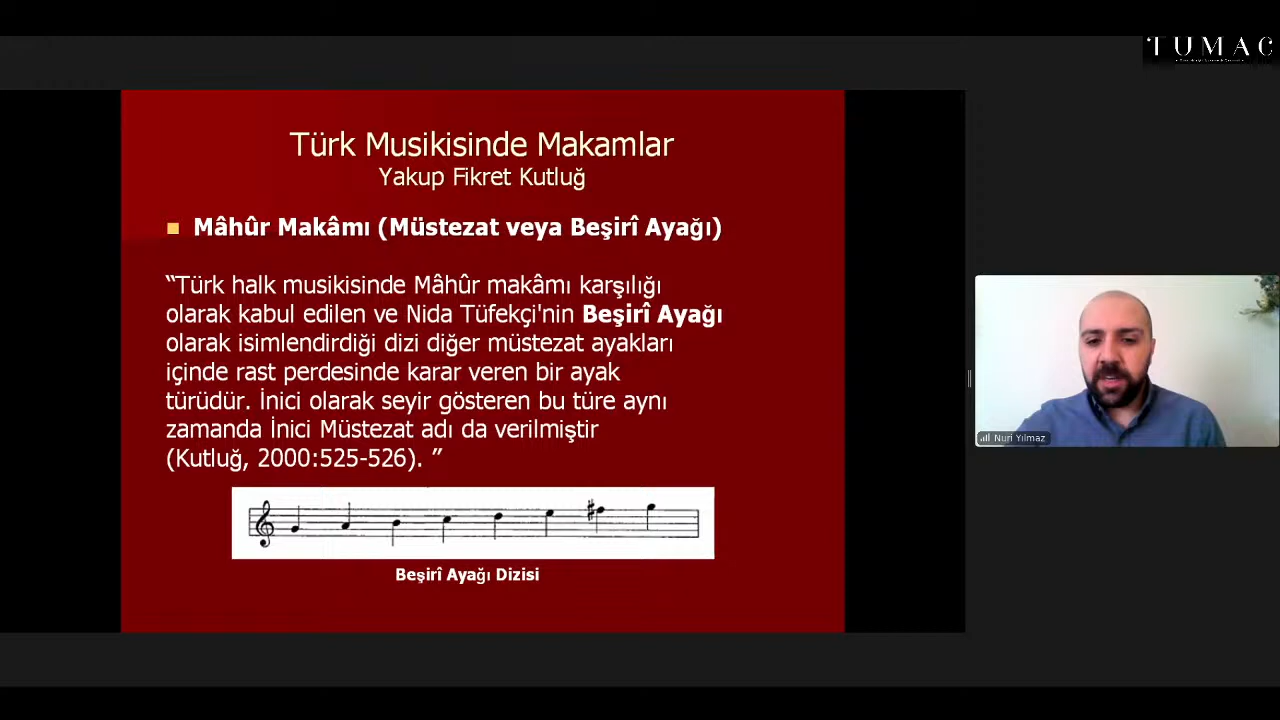 TUMAC
Türk Musikisinde Makamlar
Yakup Fikret Kutluğ
Mâhûr Makâmı (Müstezat veya Beşirî Ayağı)
“Türk halk musikisinde Mâhûr makâmı karşılığı
olarak kabul edilen ve Nida Tüfekçi'nin Beşirî Ayağı
olarak isimlendirdiği dizi diğer müstezat ayakları
içinde rast perdesinde karar veren bir ayak
türüdür. İnici olarak seyir gösteren bu türe aynı
zamanda İnici Müstezat adı da verilmiştir
(Kutluğ, 2000:525-526). ”
Beşirî Ayağı Dizisi
Nuri Yılmaz